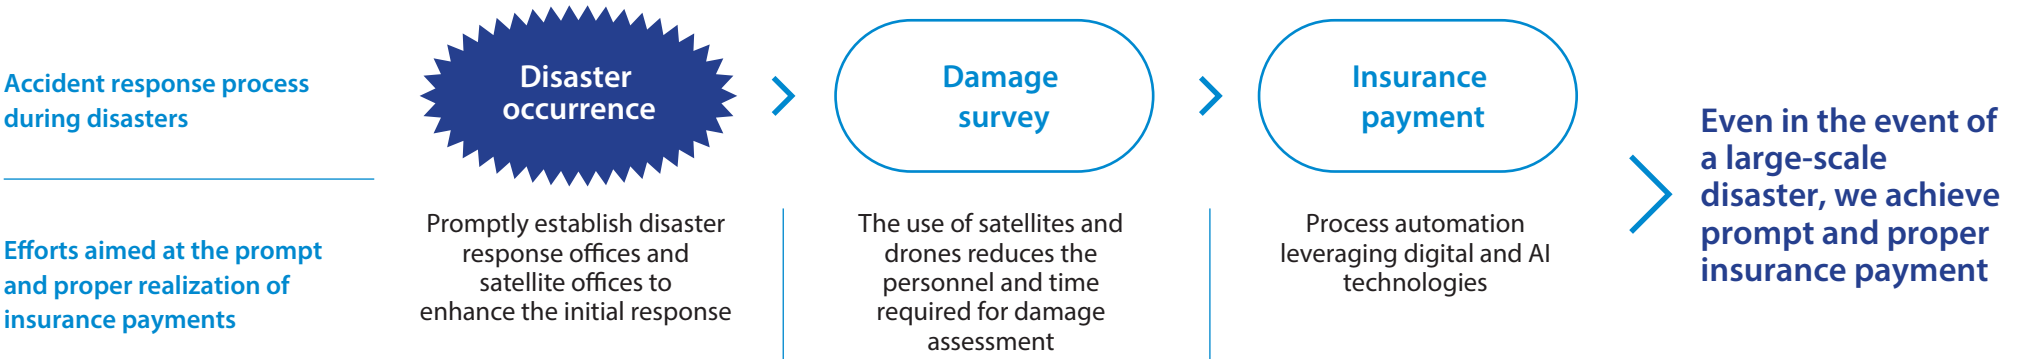 Accident response process
during disasters
Disaster
occurrence
Damage
survey
Insurance
payment
Efforts aimed at the prompt
and proper realization of
insurance payments
Promptly establish disaster
response offices and
satellite offices to
enhance the initial response
The use of satellites and
drones reduces the
personnel and time
required for damage
assessment
Process automation
leveraging digital and AI
technologies
Even in the event of
a large-scale
disaster, we achieve
prompt and proper
insurance payment